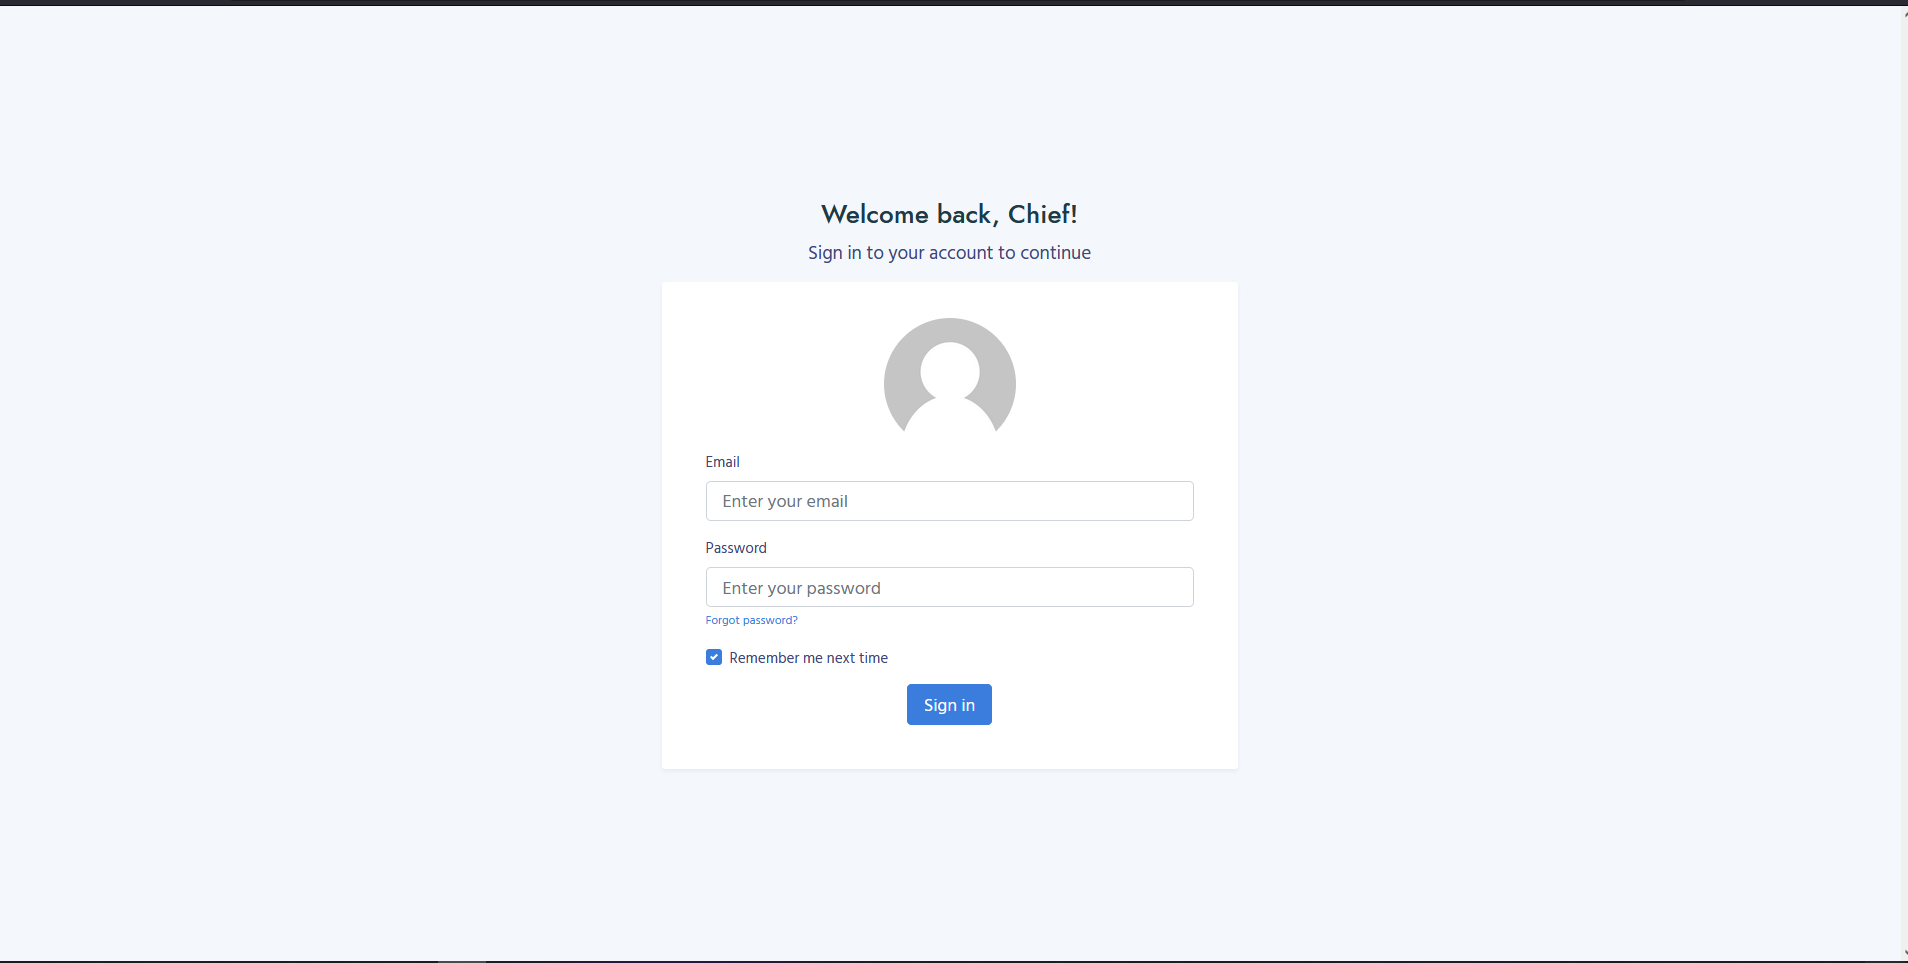 Welcome back, Chief!
Sign in to your account to continue
Email
Enter your email
Password
Enter your password
Forgot password?
Remember me next time
Sign in